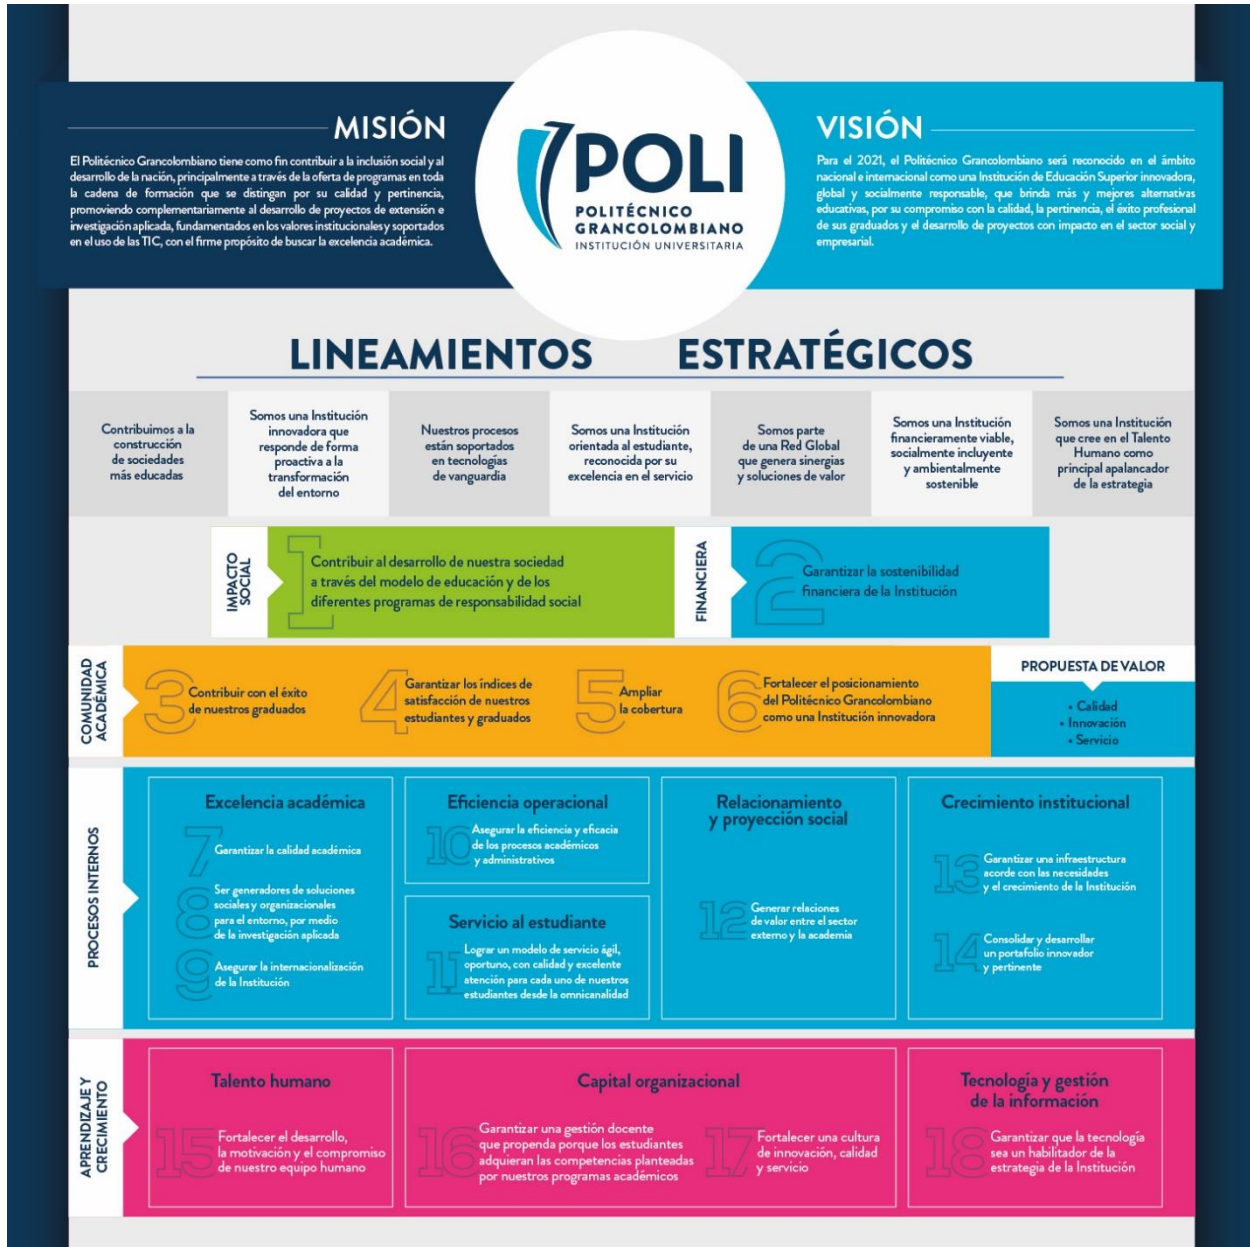 MISIÓN
El Politécnico Grancolombiano tiene como fin contribuir a la inclusión social y al
desarrollo de la nación, principalmente a través de la oferta de programas en toda
la cadena de formación que se distingan por su calidad y pertinencia,
promoviendo complementariamente al desarrollo de proyectos de extensión e
investigación aplicada, fundamentados en los valores institucionales y soportados
en el uso de las TIC, con el firme propósito de buscar la excelencia académica.
POLI
POLITÉCNICO
GRANCOLOMBIANO
INSTITUCIÓN UNIVERSITARIA
VISIÓN
Para el 2021, el Politécnico Grancolombiano será reconocido en el ámbito
nacional e internacional como una Institución de Educación Superior innovadora,
global y socialmente responsable, que brinda más y mejores alternativas
educativas, por su compromiso con la calidad, la pertinencia, el éxito profesional
de sus graduados y el desarrollo de proyectos con impacto en el sector social y
empresarial.
LINEAMIENTOS ESTRATÉGICOS
Contribuimos a la
construcción
de sociedades
más educadas
Somos una Institución
innovadora que
responde de forma
proactiva a la
transformación
del entorno
Nuestros procesos
están soportados
en tecnologías
de vanguardia
Somos una Institución
orientada al estudiante,
reconocida por su
excelencia en el servicio
Somos parte
de una Red Global
que genera sinergias
y soluciones de valor
Somos una Institución
financieramente viable,
socialmente incluyente
y ambientalmente
sostenible
Somos una Institución
que cree en el Talento
Humano como
principal apalancador
de la estrategia
IMPACTO
SOCIAL
1
Contribuir al desarrollo de nuestra sociedad
a través del modelo de educación y de los
diferentes programas de responsabilidad social
FINANCIERA
2
Garantizar la sostenibilidad
financiera de la Institución
COMUNIDAD
ACADÉMICA
3
Contribuir con el éxito
de nuestros graduados
4
Garantizar los índices de
satisfacción de nuestros
estudiantes y graduados
5
Ampliar
la cobertura
6
Fortalecer el posicionamiento
del Politécnico Grancolombiano
como una Institución innovadora
PROPUESTA DE VALOR
• Calidad
• Innovación
• Servicio
PROCESOS INTERNOS
Excelencia académica
7
Garantizar la calidad académica
8
Ser generadores de soluciones
sociales y organizacionales
para el entorno, por medio
de la investigación aplicada
9
Asegurar la internacionalización
de la Institución
Eficiencia operacional
10
Asegurar la eficiencia y eficacia
de los procesos académicos
y administrativos
Servicio al estudiante
11
Lograr un modelo de servicio ágil,
oportuno, con calidad y excelente
atención para cada uno de nuestros
estudiantes desde la omnicanalidad
Relacionamiento
y proyección social
12
Generar relaciones
de valor entre el sector
externo y la academia
Crecimiento institucional
13
Garantizar una infraestructura
acorde con las necesidades
y el crecimiento de la Institución
14
Consolidar y desarrollar
un portafolio innovador
y pertinente
APRENDIZAJE Y
CRECIMIENTO
Talento humano
15
Fortalecer el desarrollo,
la motivación y el compromiso
de nuestro equipo humano
Capital organizacional
16
Garantizar una gestión docente
que propenda porque los estudiantes
adquieran las competencias planteadas
por nuestros programas académicos
17
Fortalecer una cultura
de innovación, calidad
y servicio
Tecnología y gestión
de la información
18
Garantizar que la tecnología
sea un habilitador de la
estrategia de la Institución